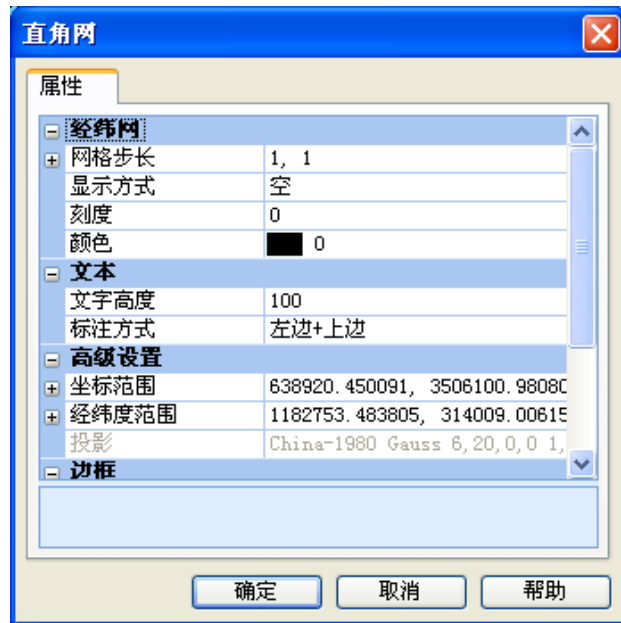 直角网
属性
经纬网
网格步长 1, 1
显示方式 空
刻度 0
颜色 0
文本
文字高度 100
标注方式 左边+上边
高级设置
坐标范围 638920.450091, 3506100.98080
经纬度范围 1182753.483805, 314009.00615
投影 China-1980 Gauss 6,20,0,0 1,
边框
确定 取消 帮助